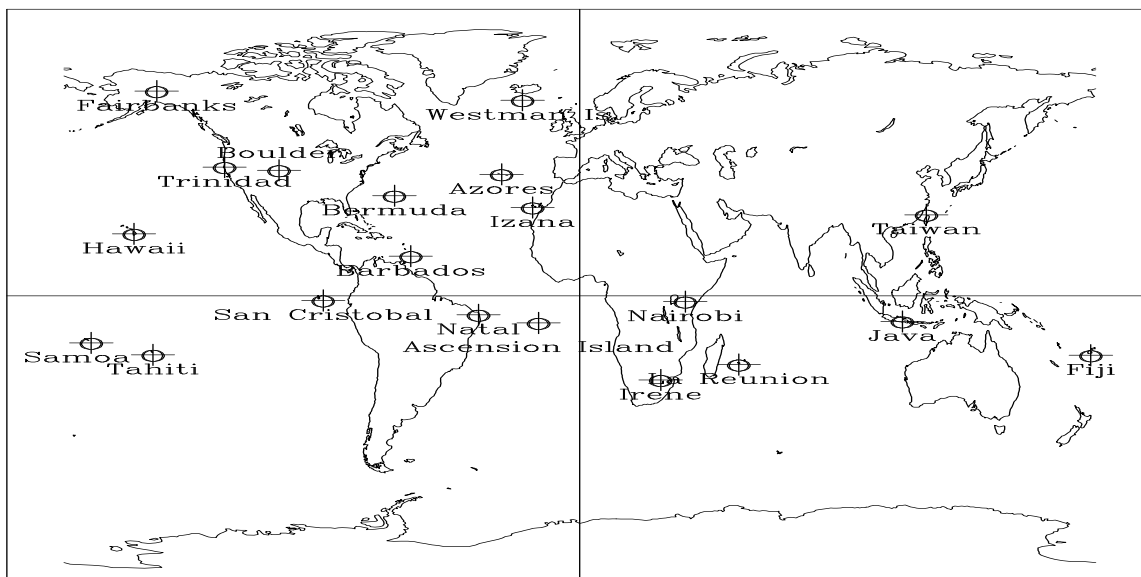 Fairbanks
Westman Is.
Boulder
Trinidad
Azores
Bermuda
Izana
Taiwan
Hawaii
Barbados
San Cristobal
Natal
Nairobi
Java
Ascension Island
Samoa
Tahiti
Fiji
La Reunion
Irene